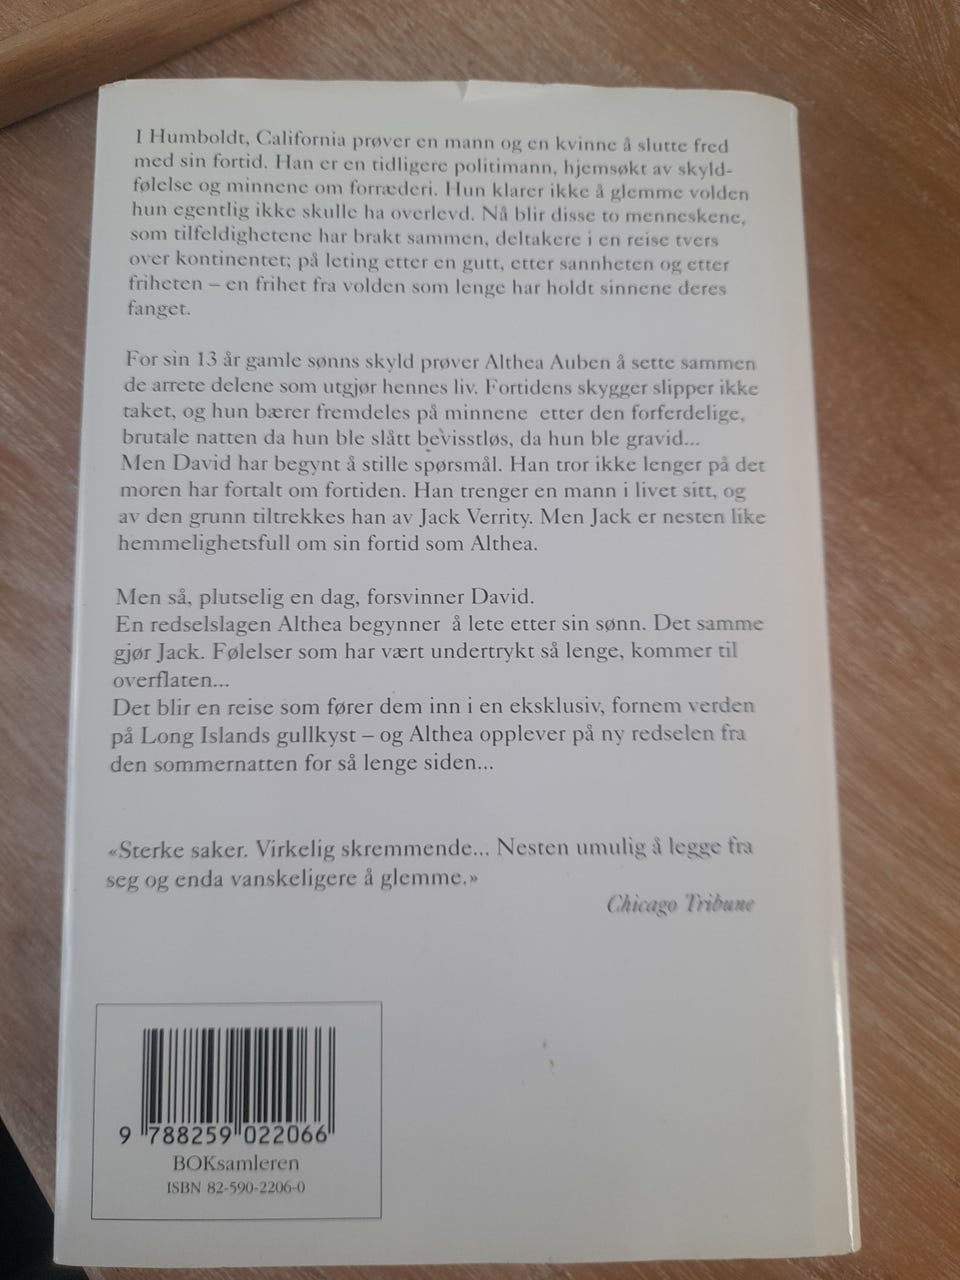 I Humboldt, California prøver en mann og en kvinne å slutte fred
med sin fortid. Han er en tidligere politimann, hjemsøkt av skyld-
følelse og minnene om forræderi. Hun klarer ikke å glemme volden
hun egentlig ikke skulle ha overlevd. Nå blir disse to menneskene,
som tilfeldighetene har brakt sammen, deltakere i en reise tvers
over kontinentet; på leting etter en gutt, etter sannheten og etter
friheten – en frihet fra volden som lenge har holdt sinnene deres
fanget.
For sin 13 år gamle sønns skyld prøver Althea Auben å sette sammen
de arrete delene som utgjør hennes liv. Fortidens skygger slipper ikke
taket, og hun bærer fremdeles på minnene etter den forferdelige,
brutale natten da hun ble slått bevisstløs, da hun ble gravid...
Men David har begynt å stille spørsmål. Han tror ikke lenger på det
moren har fortalt om fortiden. Han trenger en mann i livet sitt, og
av den grunn tiltrekkes han av Jack Verrity. Men Jack er nesten like
hemmelighetsfull om sin fortid som Althea.
Men så, plutselig en dag, forsvinner David.
En redselslagen Althea begynner å lete etter sin sønn. Det samme
gjør Jack. Følelser som har vært undertrykt så lenge, kommer til
overflaten...
Det blir en reise som fører dem inn i en eksklusiv, fornem verden
på Long Islands gullkyst – og Althea opplever på ny redselen fra
den sommernatten for så lenge siden...
«Sterke saker. Virkelig skremmende... Nesten umulig å legge fra
seg og enda vanskeligere å glemme.»
Chicago Tribune
9 788259 022066
BOKsamleren
ISBN 82-590-2206-0